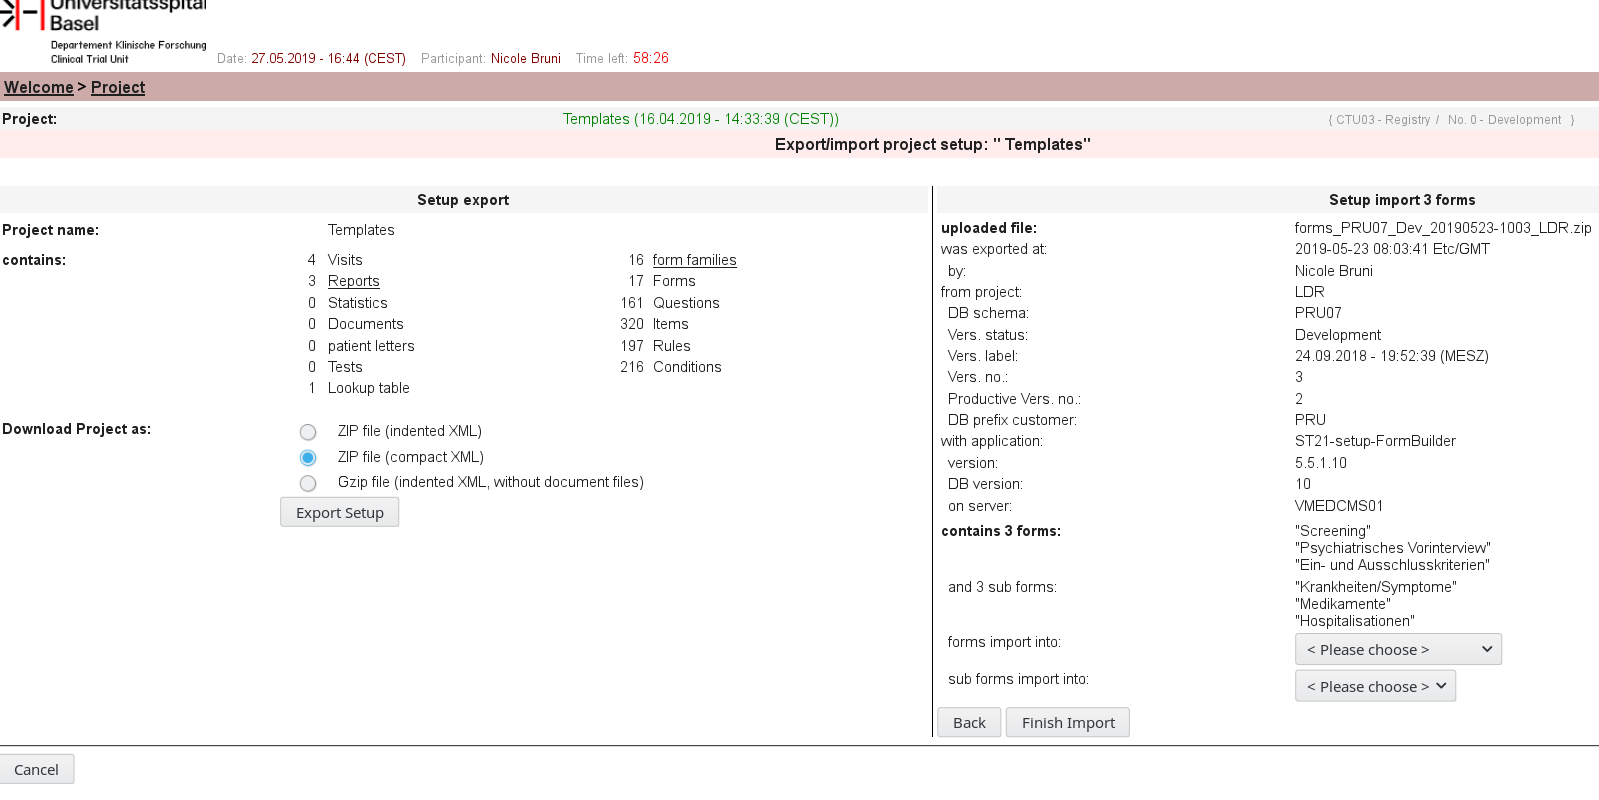 Universitätsspital
Basel
Departement Klinische Forschung
Clinical Trial Unit
Date: 27.05.2019 - 16:44 (CEST) Participant: Nicole Bruni Time left: 58:26
Welcome > Project
Project: Templates (16.04.2019 - 14:33:39 (CEST)) { CTU03 - Registry / No. 0 - Development }
Export/import project setup: " Templates"
Setup export
Project name: Templates
contains: 4 Visits 16 form families
3 Reports 17 Forms
0 Statistics 161 Questions
0 Documents 320 Items
0 patient letters 197 Rules
0 Tests 216 Conditions
1 Lookup table
Download Project as: ZIP file (indented XML)
ZIP file (compact XML)
Gzip file (indented XML, without document files)
Export Setup
Setup import 3 forms
uploaded file: forms_PRU07_Dev_20190523-1003_LDR.zip
was exported at: 2019-05-23 08:03:41 Etc/GMT
by: Nicole Bruni
from project: LDR
DB schema: PRU07
Vers. status: Development
Vers. label: 24.09.2018 - 19:52:39 (MESZ)
Vers. no.: 3
Productive Vers. no.: 2
DB prefix customer: PRU
with application: ST21-setup-FormBuilder
version: 5.5.1.10
DB version: 10
on server: VMEDCMS01
contains 3 forms: "Screening"
"Psychiatrisches Vorinterview"
"Ein- und Ausschlusskriterien"
and 3 sub forms: "Krankheiten/Symptome"
"Medikamente"
"Hospitalisationen"
forms import into: < Please choose >
sub forms import into: < Please choose >
Back Finish Import
Cancel